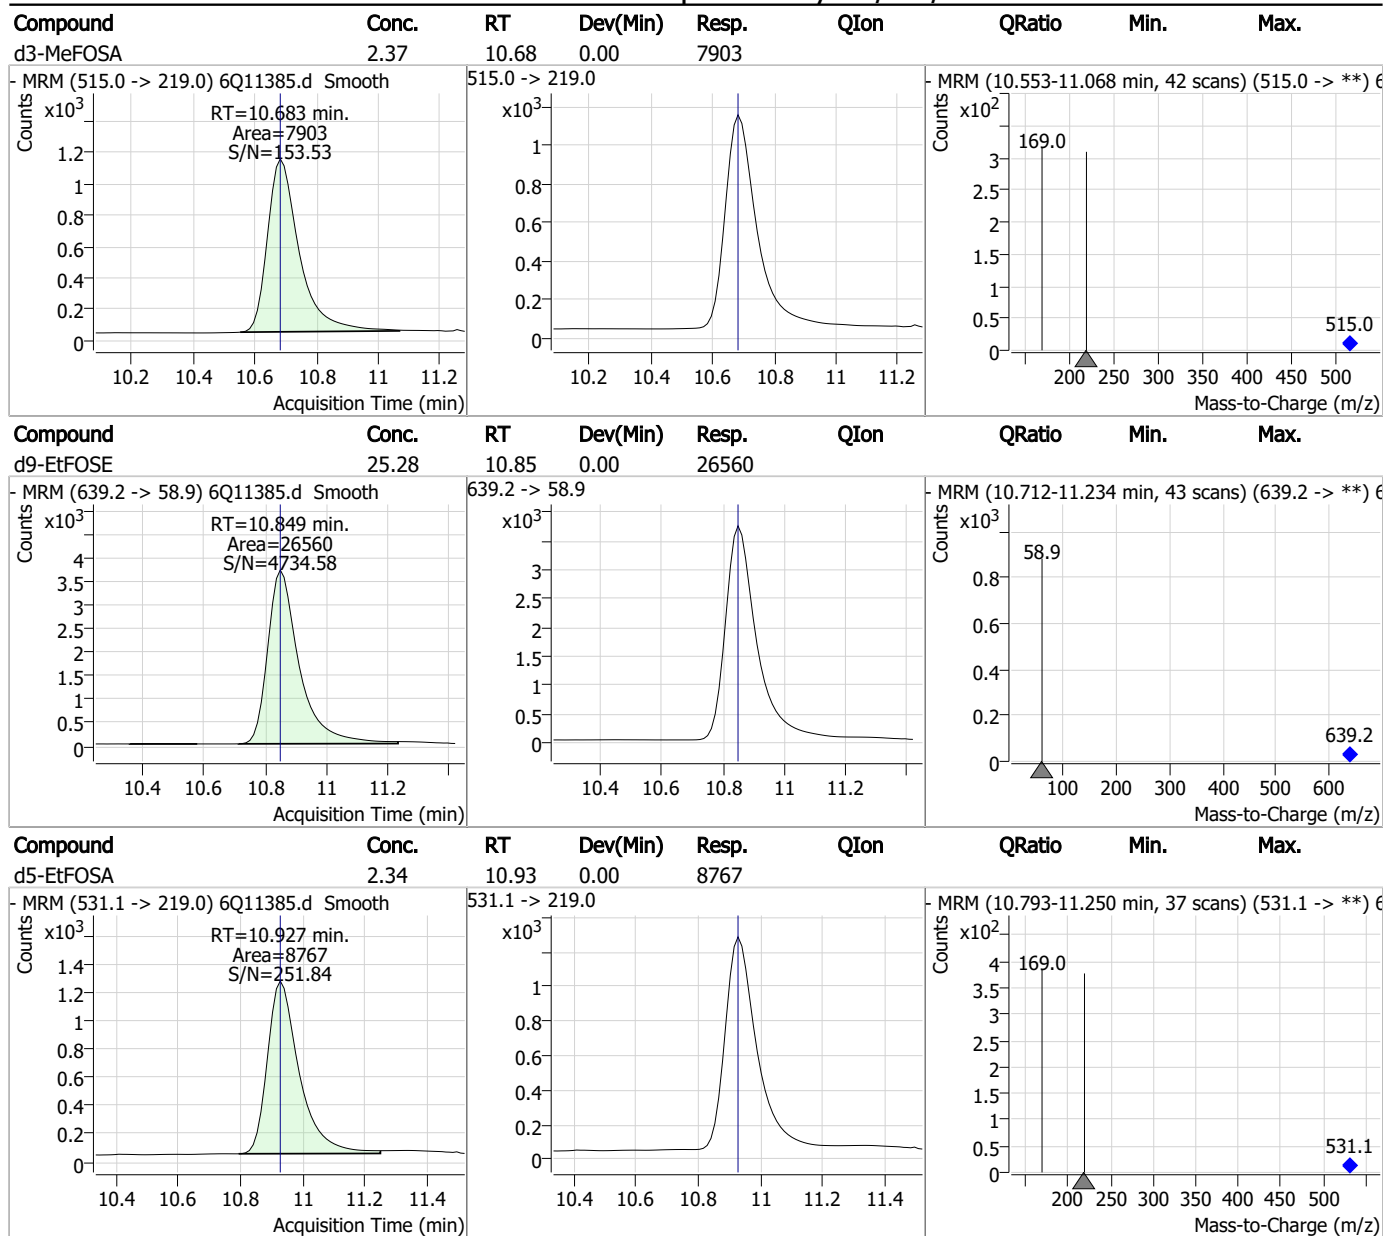 Compound Conc. RT Dev(Min) Resp. QIon QRatio Min. Max.
d3-MeFOSA 2.37 10.68 0.00 7903
- MRM (515.0 -> 219.0) 6Q11385.d Smooth
Counts
x10³
RT=10.683 min.
Area=7903
S/N=153.53
1.2
1
0.8
0.6
0.4
0.2
0
10.2 10.4 10.6 10.8 11 11.2
Acquisition Time (min)
515.0 -> 219.0
x10³
1
0.8
0.6
0.4
0.2
0
10.2 10.4 10.6 10.8 11 11.2
- MRM (10.553-11.068 min, 42 scans) (515.0 -> **) 6
Counts
x10²
169.0
3
2.5
2
1.5
1
0.5
0
515.0
200 250 300 350 400 450 500
Mass-to-Charge (m/z)
Compound Conc. RT Dev(Min) Resp. QIon QRatio Min. Max.
d9-EtFOSE 25.28 10.85 0.00 26560
- MRM (639.2 -> 58.9) 6Q11385.d Smooth
Counts
x10³
RT=10.849 min.
Area=26560
S/N=4734.58
4
3.5
3
2.5
2
1.5
1
0.5
0
10.4 10.6 10.8 11 11.2
Acquisition Time (min)
639.2 -> 58.9
x10³
3
2.5
2
1.5
1
0.5
0
10.4 10.6 10.8 11 11.2
- MRM (10.712-11.234 min, 43 scans) (639.2 -> **) 6
Counts
x10³
58.9
0.8
0.6
0.4
0.2
0
639.2
100 200 300 400 500 600
Mass-to-Charge (m/z)
Compound Conc. RT Dev(Min) Resp. QIon QRatio Min. Max.
d5-EtFOSA 2.34 10.93 0.00 8767
- MRM (531.1 -> 219.0) 6Q11385.d Smooth
Counts
x10³
RT=10.927 min.
Area=8767
S/N=251.84
1.4
1.2
1
0.8
0.6
0.4
0.2
0
10.4 10.6 10.8 11 11.2 11.4
Acquisition Time (min)
531.1 -> 219.0
x10³
1
0.8
0.6
0.4
0.2
0
10.4 10.6 10.8 11 11.2 11.4
- MRM (10.793-11.250 min, 37 scans) (531.1 -> **) 6
Counts
x10²
169.0
4
3.5
3
2.5
2
1.5
1
0.5
0
531.1
200 250 300 350 400 450 500
Mass-to-Charge (m/z)